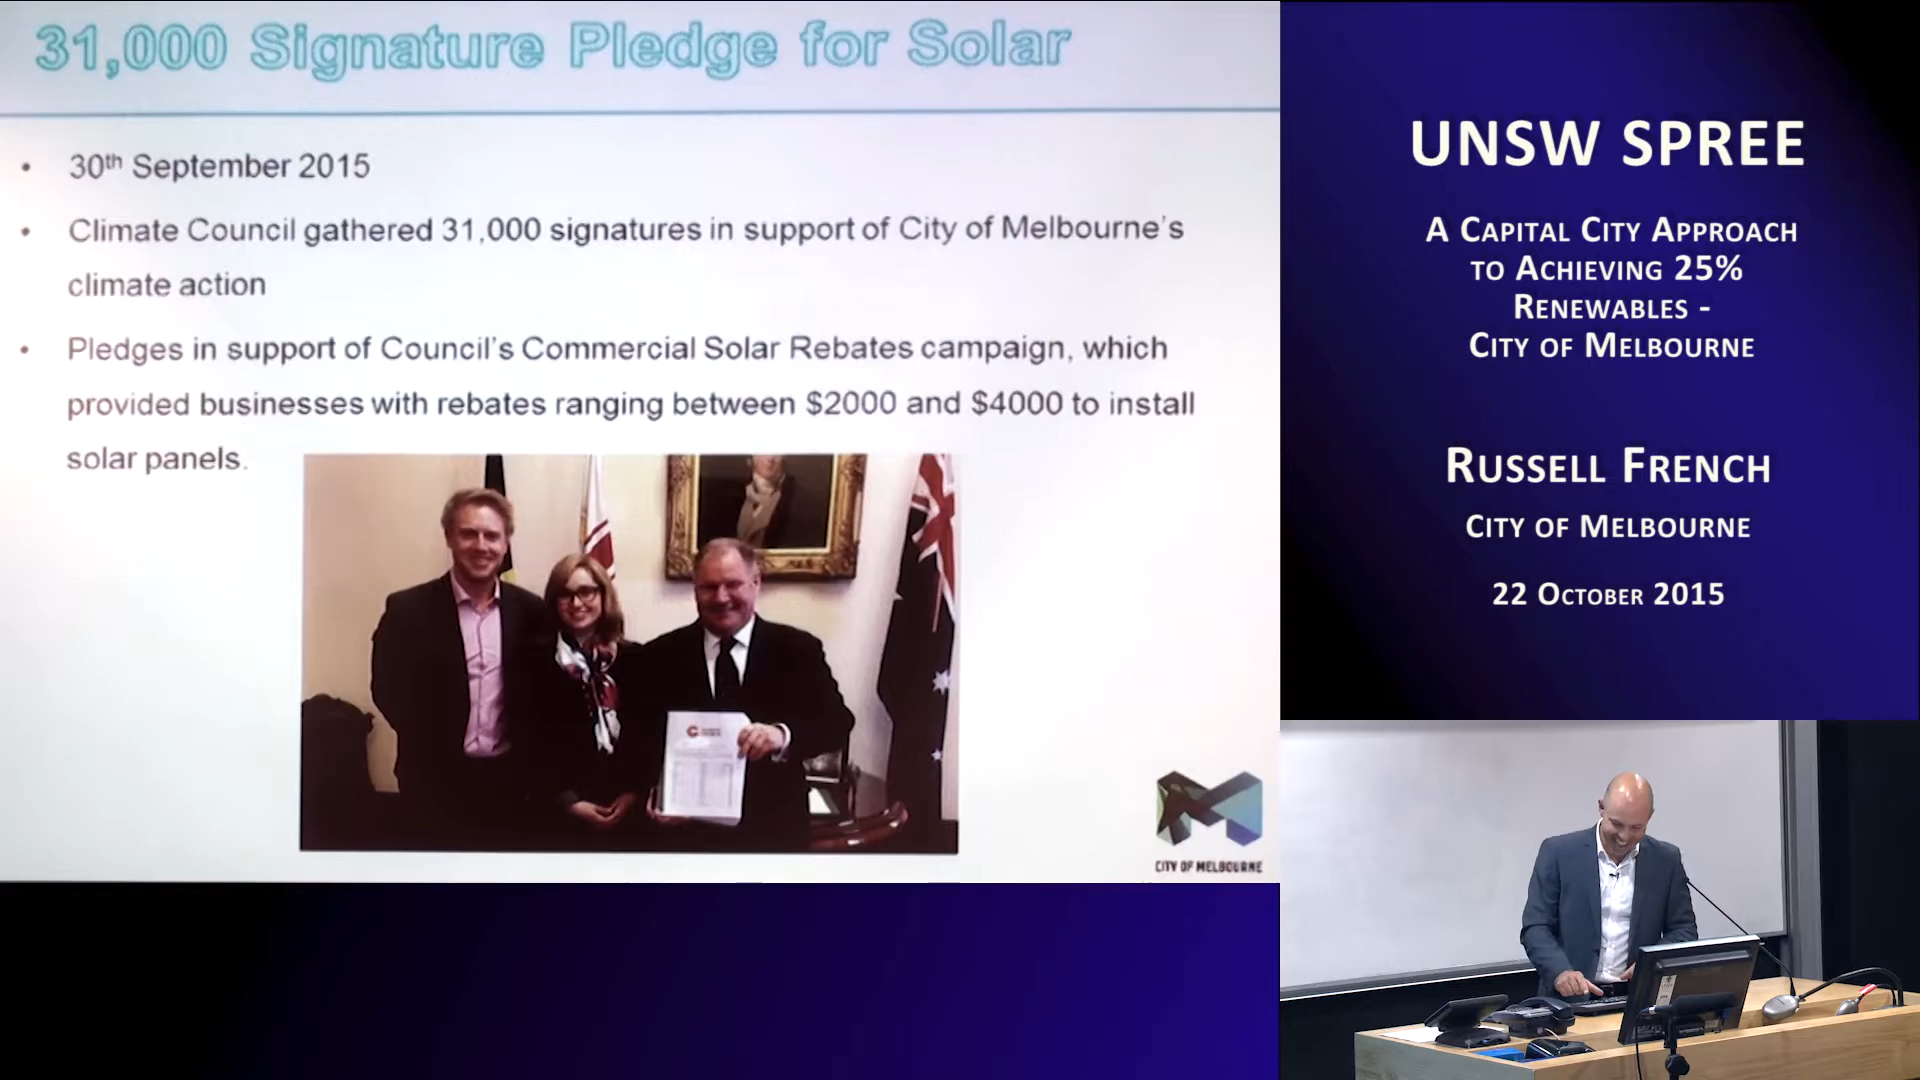 31,000 Signature Pledge for Solar
• 30th September 2015
• Climate Council gathered 31,000 signatures in support of City of Melbourne's
climate action
• Pledges in support of Council's Commercial Solar Rebates campaign, which
provided businesses with rebates ranging between $2000 and $4000 to install
solar panels.
CITY OF MELBOURNE
UNSW SPREE
A CAPITAL CITY APPROACH
TO ACHIEVING 25%
RENEWABLES -
CITY OF MELBOURNE
RUSSELL FRENCH
CITY OF MELBOURNE
22 OCTOBER 2015